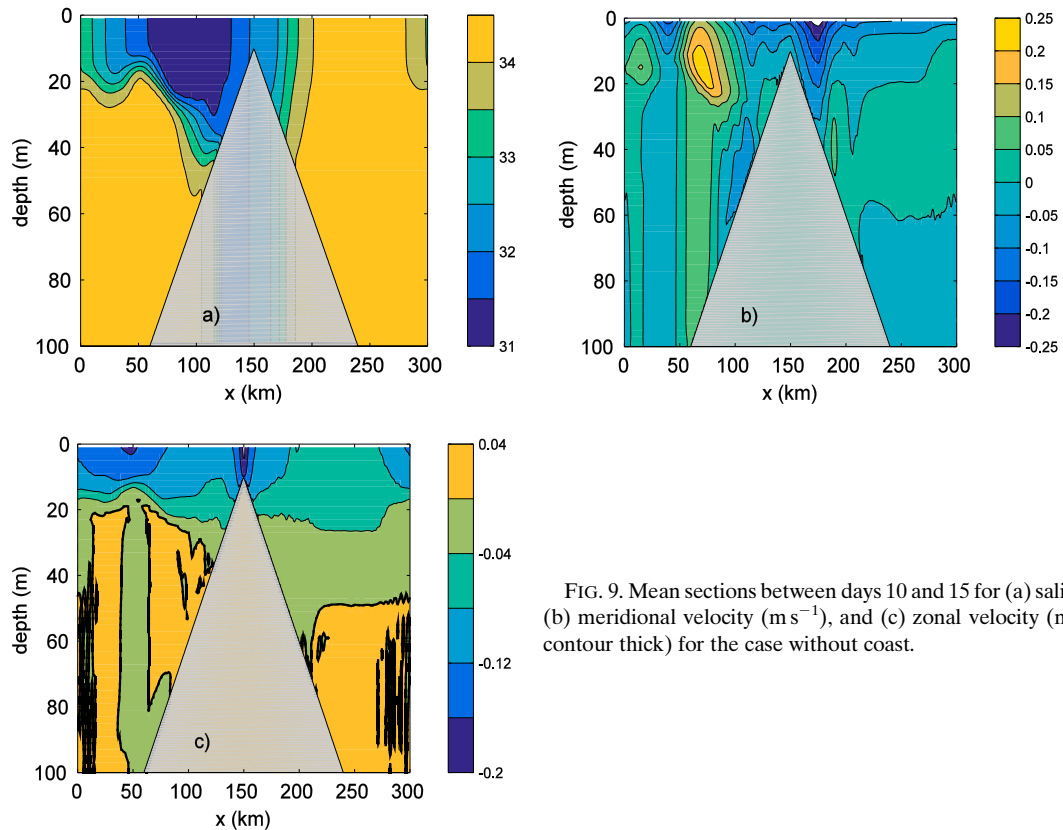 0
20
40
60
80
100
depth (m)
0 50 100 150 200 250 300
x (km)
a)
34
33
32
31
0
20
40
60
80
100
depth (m)
0 50 100 150 200 250 300
x (km)
b)
0.25
0.2
0.15
0.1
0.05
0
-0.05
-0.1
-0.15
-0.2
-0.25
0
20
40
60
80
100
depth (m)
0 50 100 150 200 250 300
x (km)
c)
0.04
-0.04
-0.12
-0.2
FIG. 9. Mean sections between days 10 and 15 for (a) sali
(b) meridional velocity (m s⁻¹), and (c) zonal velocity (n
contour thick) for the case without coast.